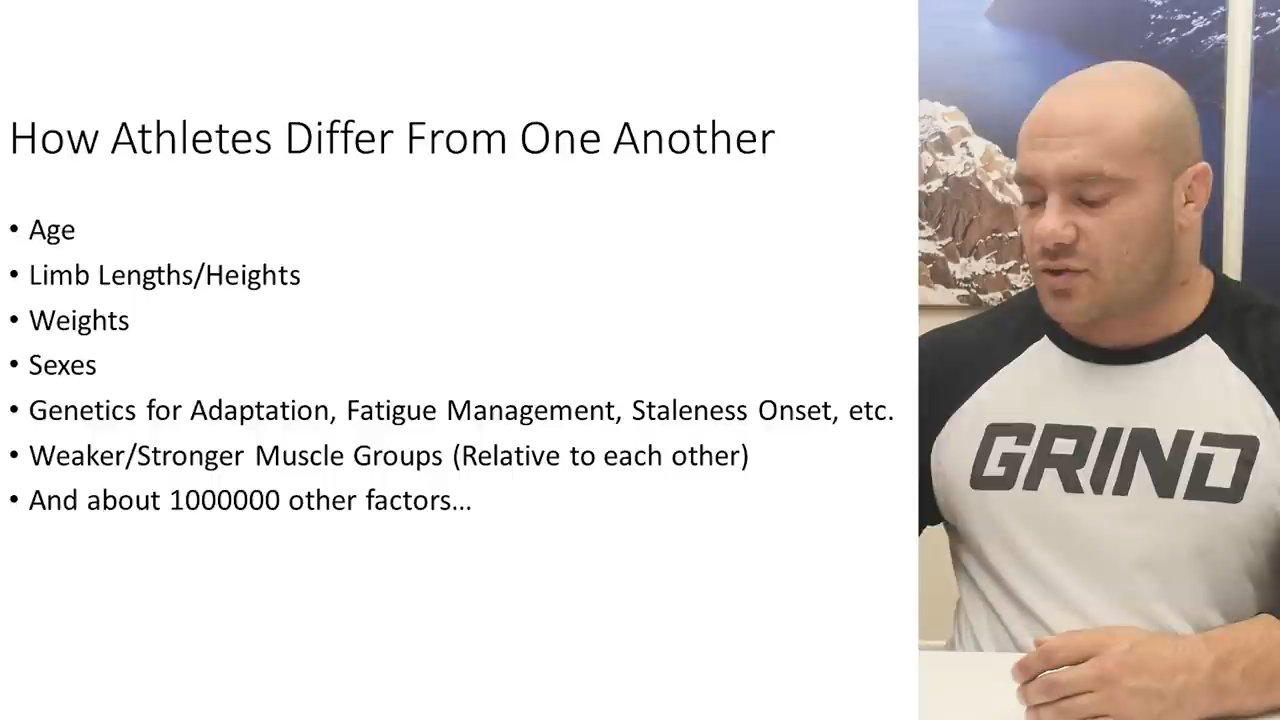 How Athletes Differ From One Another
• Age
• Limb Lengths/Heights
• Weights
• Sexes
• Genetics for Adaptation, Fatigue Management, Staleness Onset, etc.
• Weaker/Stronger Muscle Groups (Relative to each other)
• And about 1000000 other factors…
GRIND